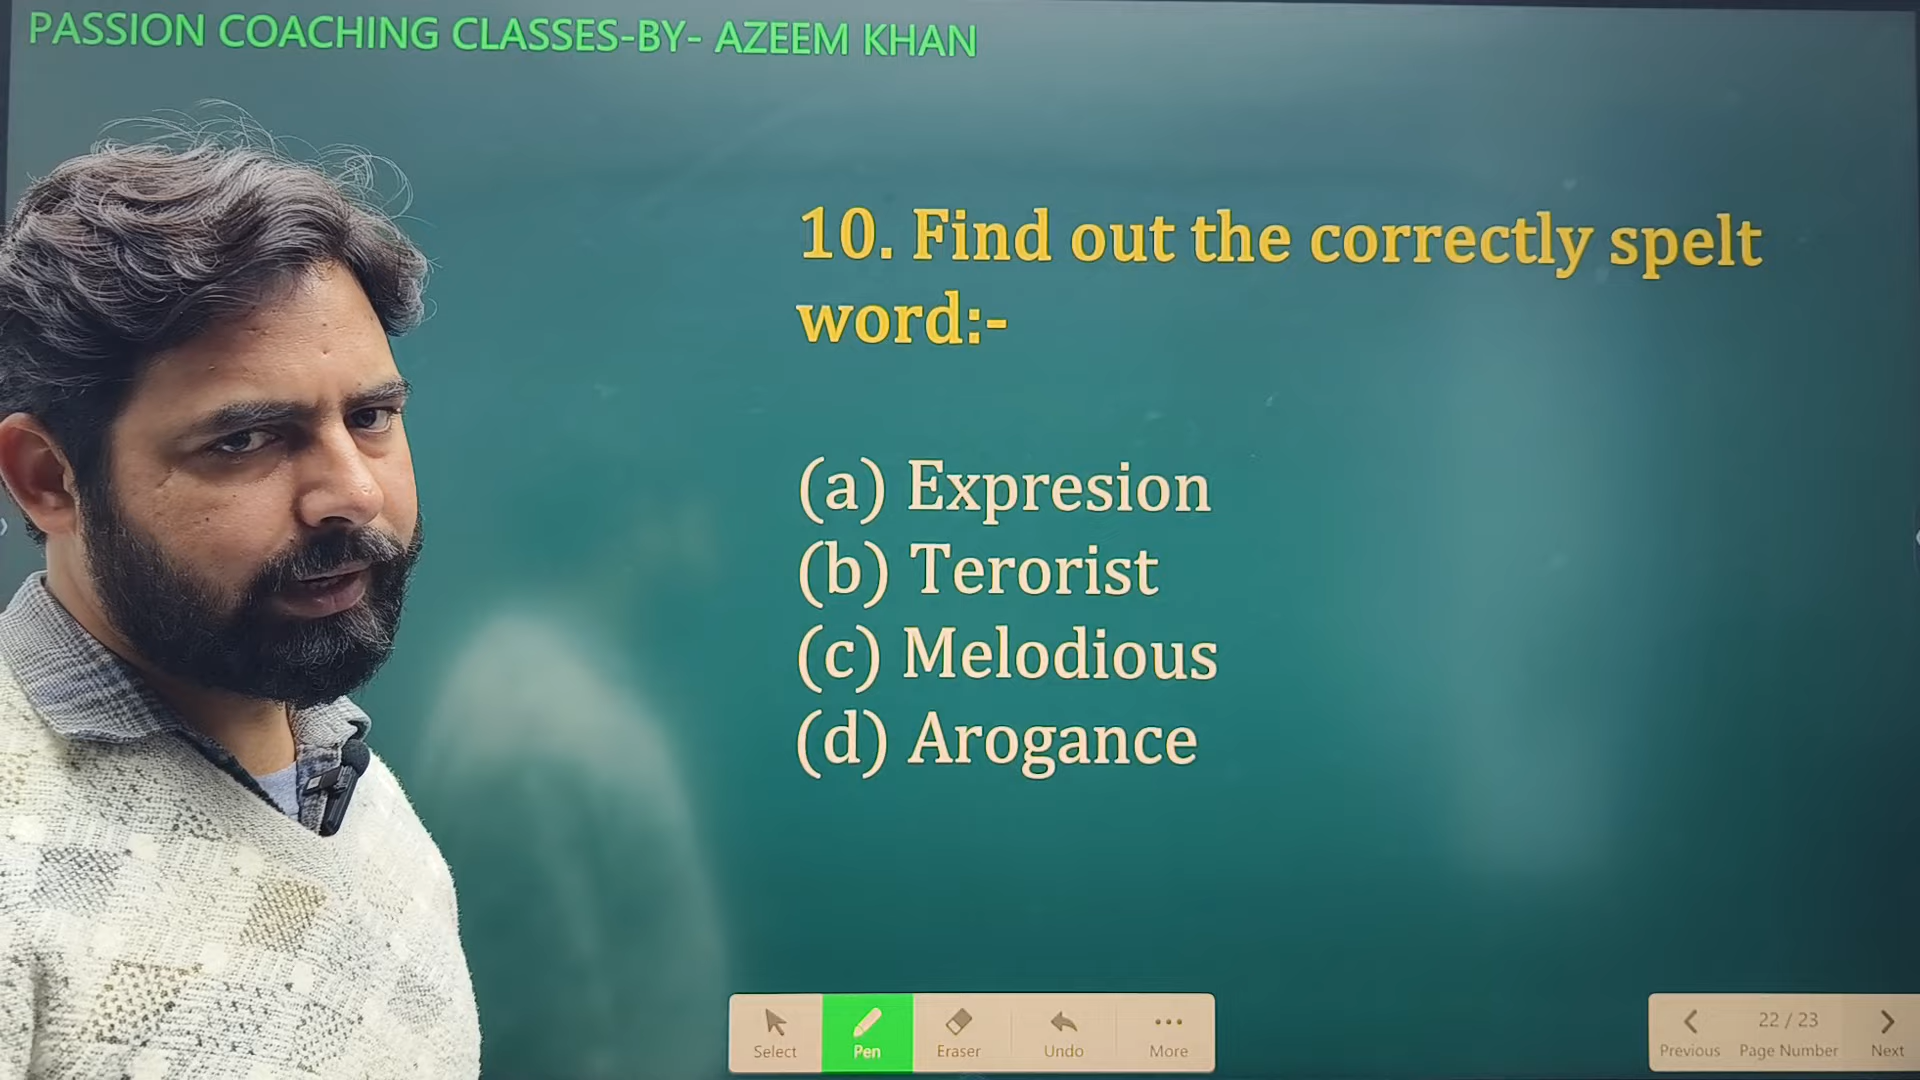 PASSION COACHING CLASSES-BY- AZEEM KHAN
10. Find out the correctly spelt
word:-
(a) Expresion
(b) Terorist
(c) Melodious
(d) Arogance
Select
Pen
Eraser
Undo
More
22 / 23
Previous
Page Number
Next